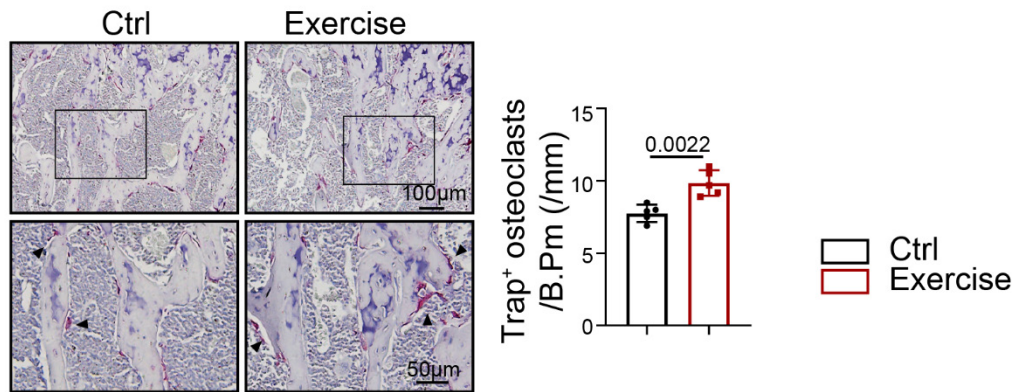 Ctrl
Exercise
100μm
50μm
Trap⁺ osteoclasts
/B.Pm (/mm)
15
10
5
0
0.0022
Ctrl
Exercise